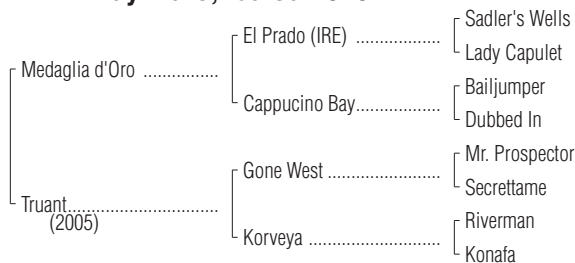 El Prado (IRE) ...................
Sadler's Wells
Lady Capulet
Medaglia d'Oro ................
Cappucino Bay...................
Bailjumper
Dubbed In
Gone West .........................
Mr. Prospector
Secrettame
Truant...................................
(2005)
Korveya .............................
Riverman
Konafa